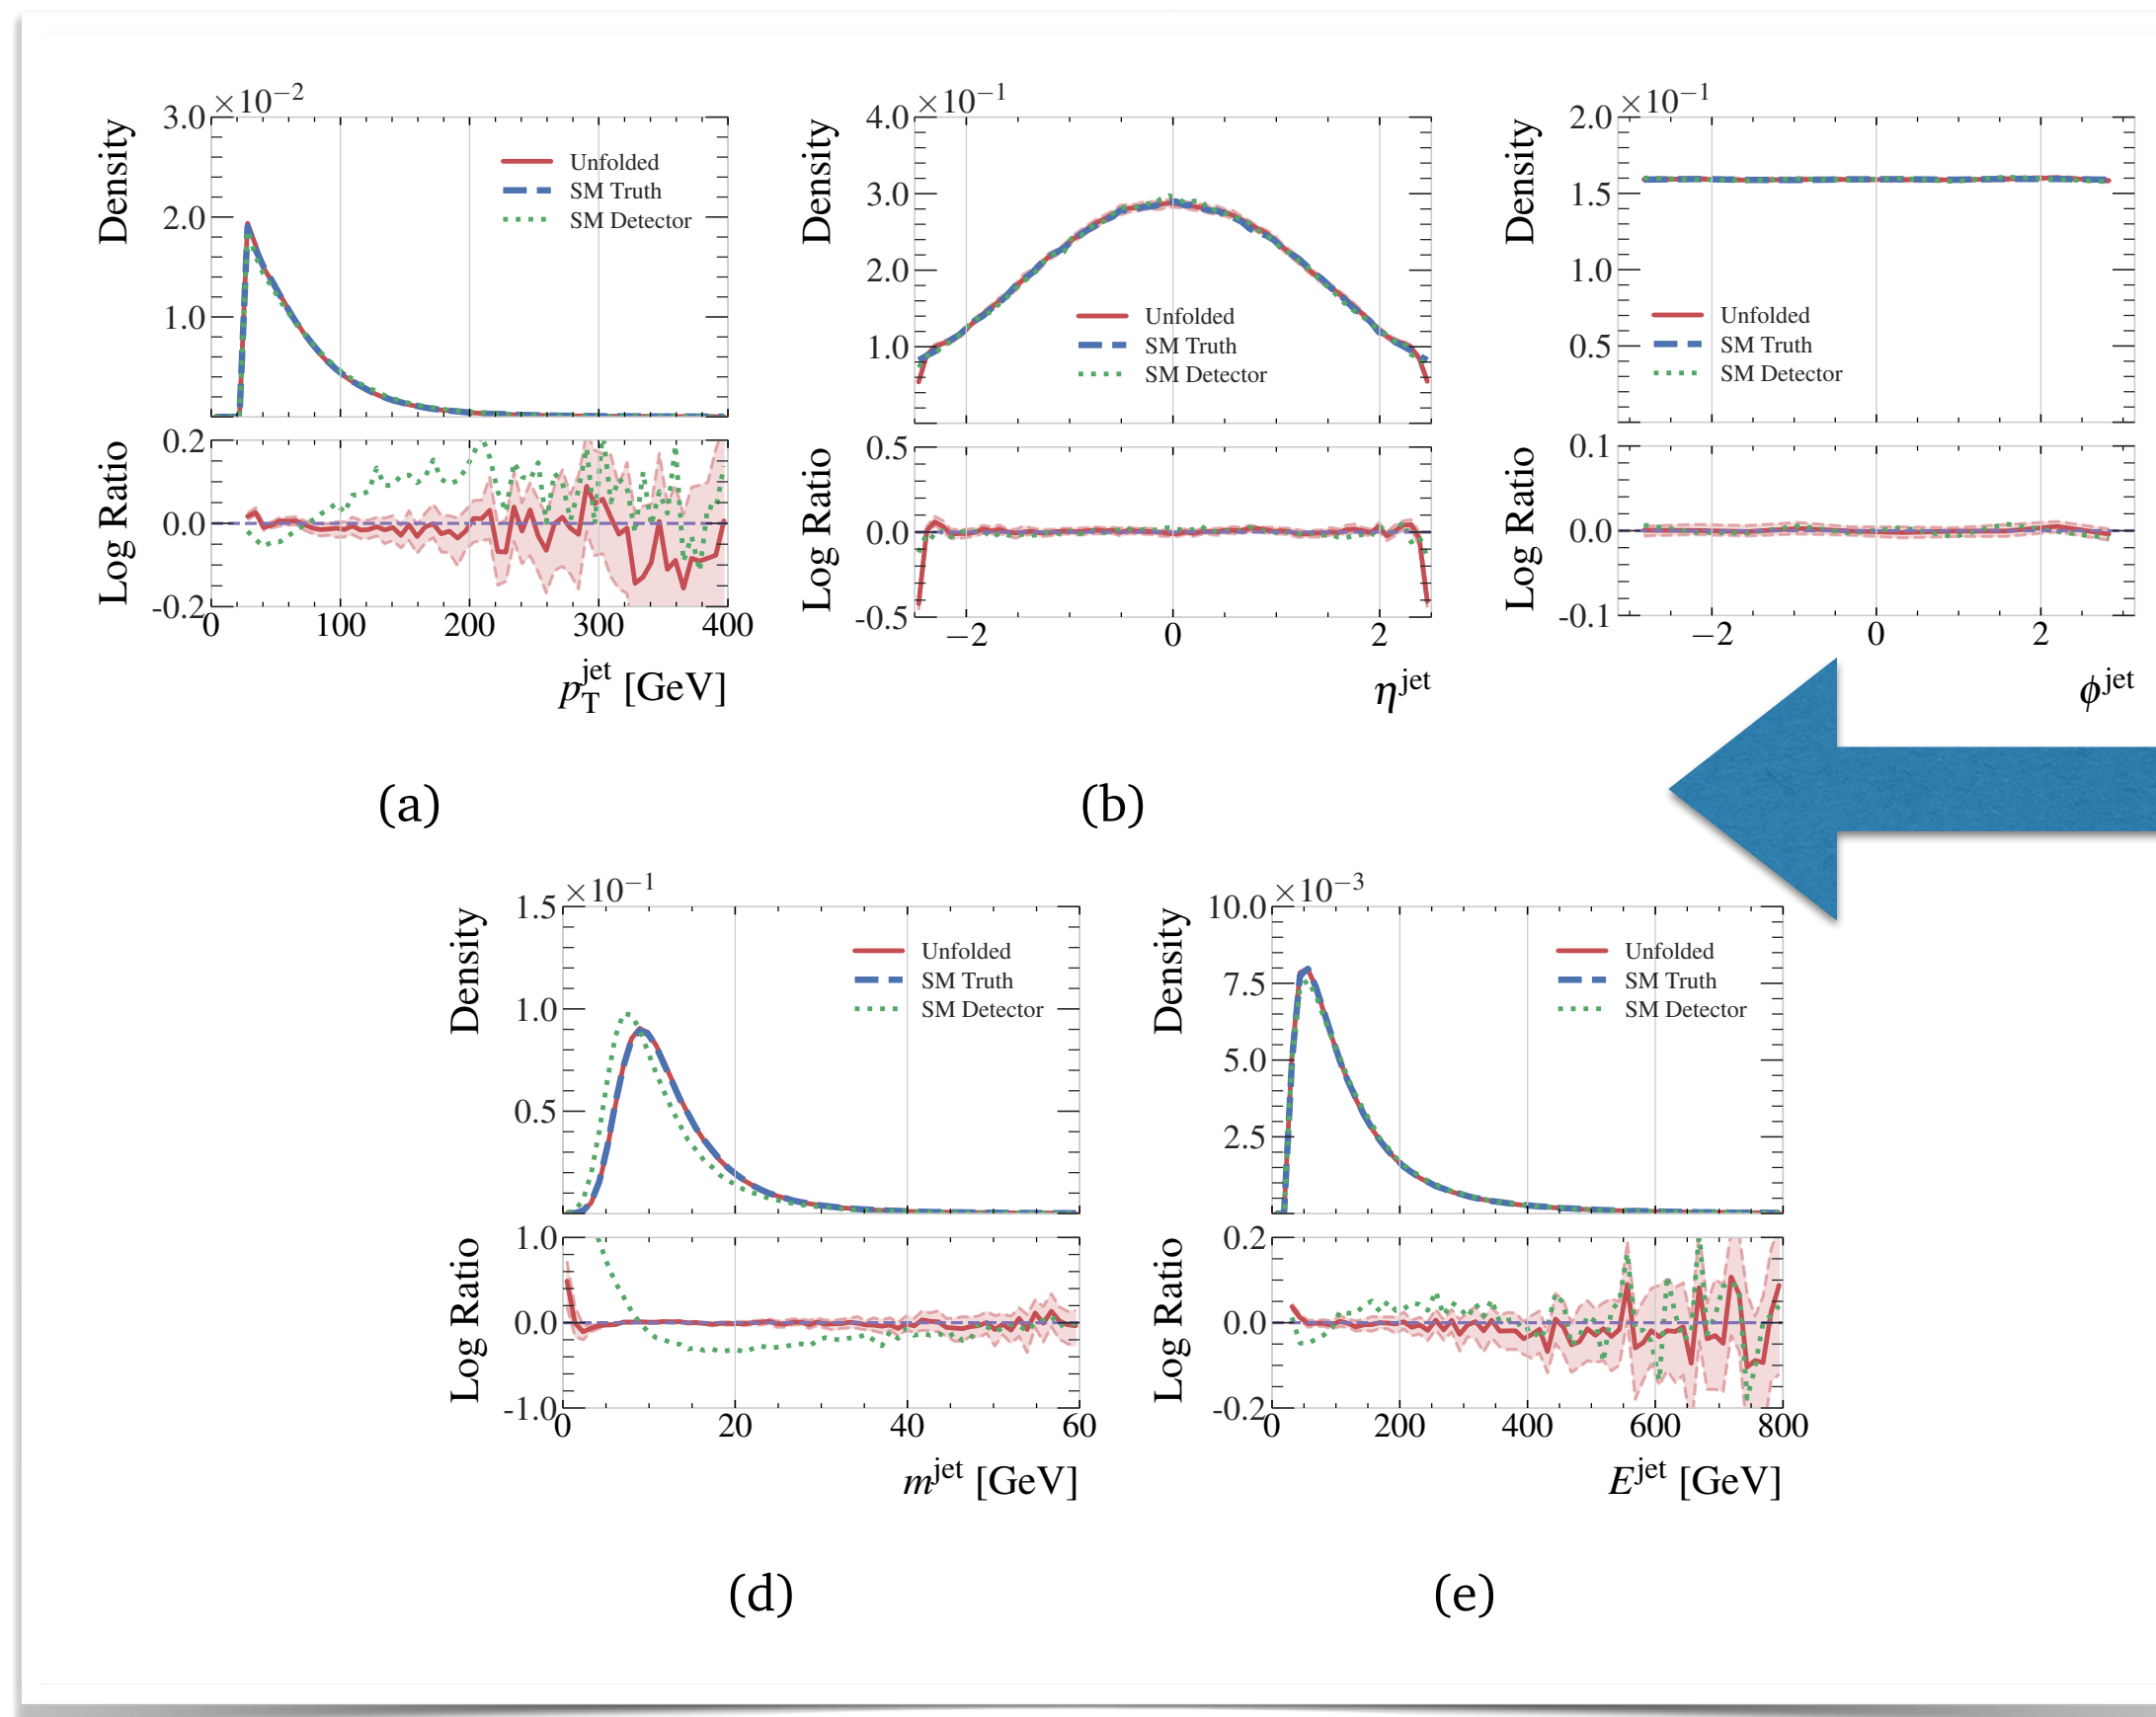 ×10−2
3.0
2.0
1.0
Density
Unfolded
SM Truth
SM Detector
0.2
0.0
-0.2
Log Ratio
0 100 200 300 400
pTjet [GeV]
(a)
×10−1
4.0
3.0
2.0
1.0
Density
Unfolded
SM Truth
SM Detector
0.5
0.0
-0.5
Log Ratio
−2 0 2
ηjet
(b)
×10−1
2.0
1.5
1.0
0.5
Density
Unfolded
SM Truth
SM Detector
0.1
0.0
-0.1
Log Ratio
−2 0 2
ϕjet
×10−1
1.5
1.0
0.5
Density
Unfolded
SM Truth
SM Detector
1.0
0.0
-1.0
Log Ratio
0 20 40 60
mjet [GeV]
(d)
×10−3
10.0
7.5
5.0
2.5
Density
Unfolded
SM Truth
SM Detector
0.2
0.0
-0.2
Log Ratio
0 200 400 600 800
Ejet [GeV]
(e)